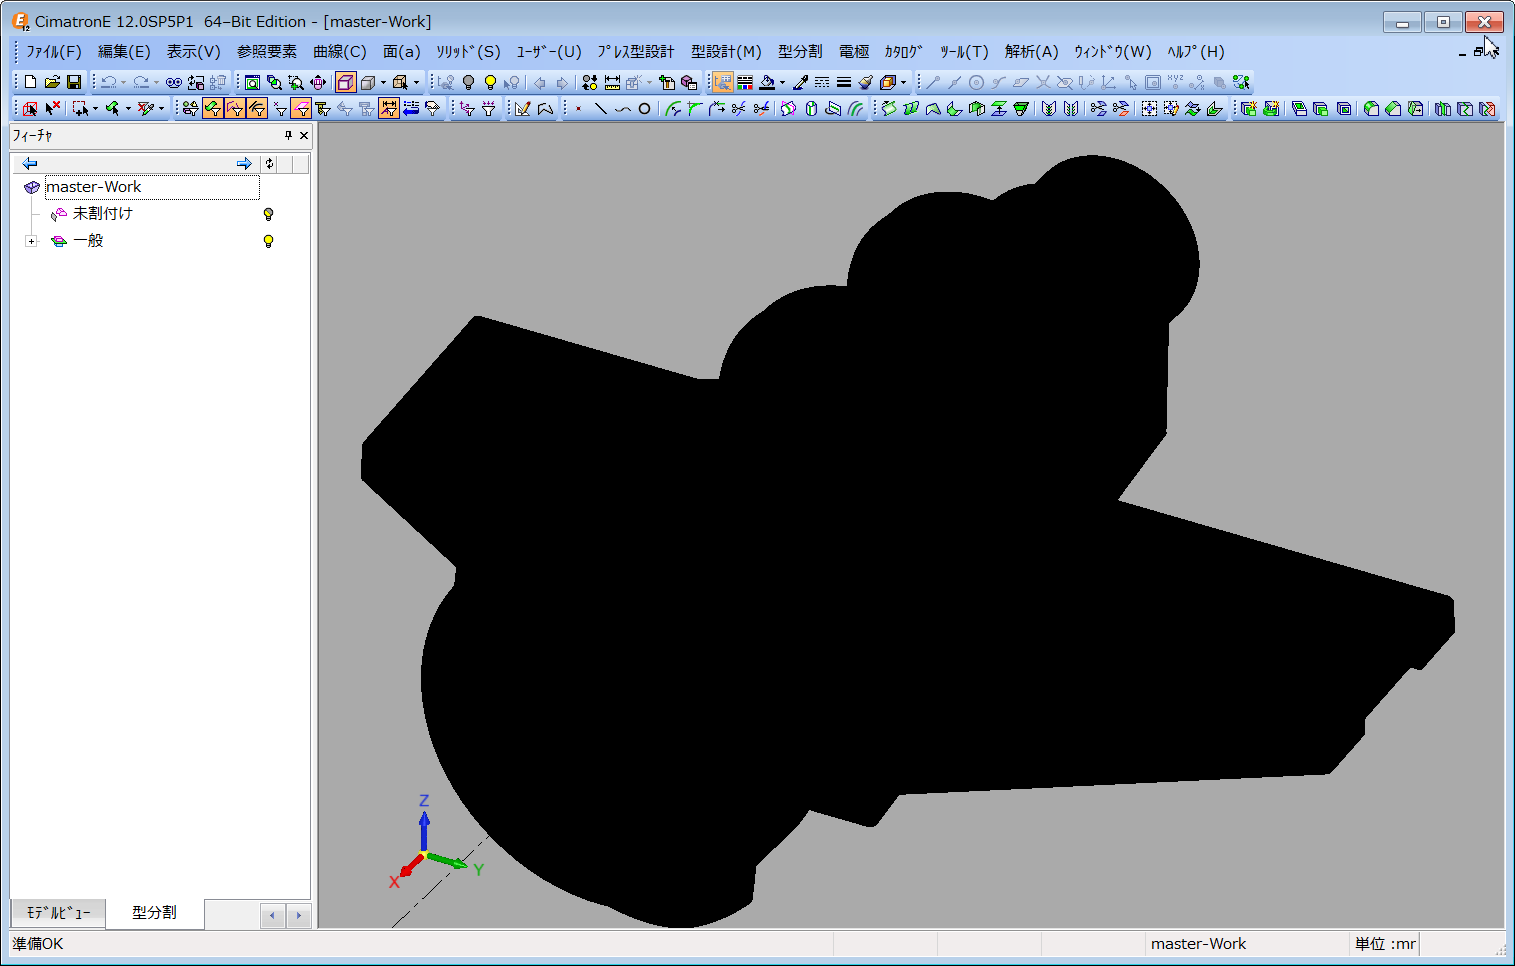 CimatronE 12.0SP5P1 64-Bit Edition - [master-Work]
ﾌｧｲﾙ(F) 編集(E) 表示(V) 参照要素 曲線(C) 面(a) ｿﾘｯﾄﾞ(S) ﾕｰｻﾞｰ(U) ﾌﾟﾚｽ型設計 型設計(M) 型分割 電極 ｶﾀﾛｸﾞ ﾂｰﾙ(T) 解析(A) ｳｨﾝﾄﾞｳ(W) ﾍﾙﾌﾟ(H)
ﾌｨｰﾁｬ
master-Work
未割付け
一般
Z
Y
X
ﾓﾃﾞﾙﾋﾞｭｰ 型分割
準備OK master-Work 単位 :mr